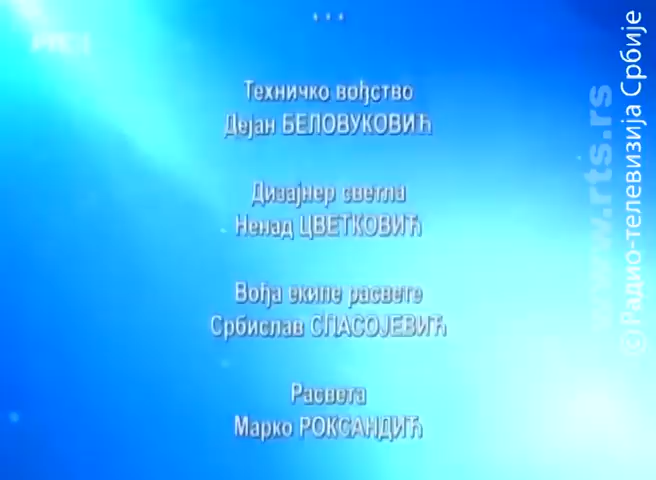 ...
Техничко вођство
Дејан БЕЛОВУКОВИЋ
Дизајнер светла
Ненад ЦВЕТКОВИЋ
Вођа екипе расвете
Србислав СПАСОЈЕВИЋ
Расвета
Марко РОКСАНДИЋ
www.rts.rs
(c) Радио-телевизија Србије